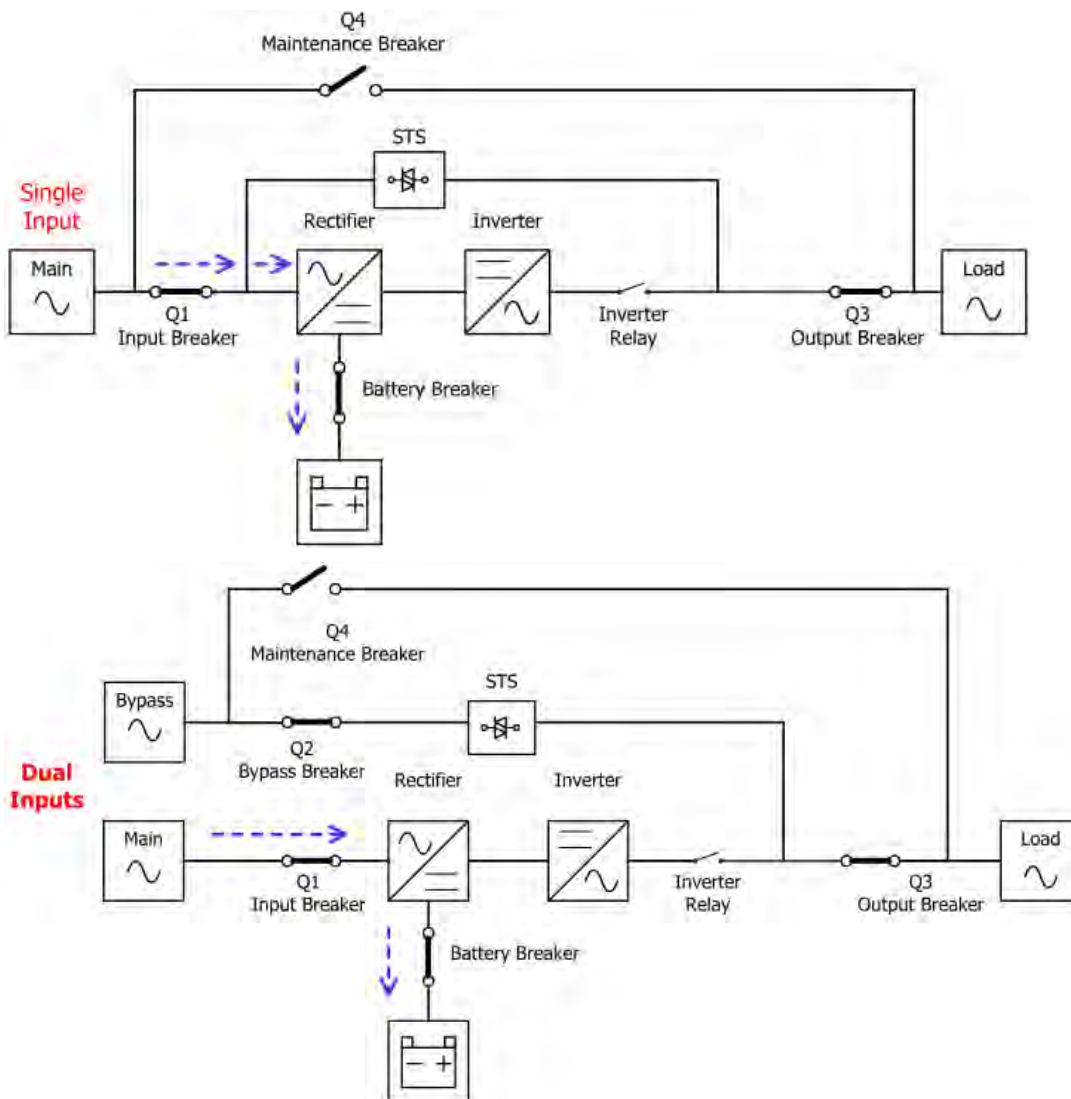 Q4
Maintenance Breaker
STS
Single
Input
Rectifier
Inverter
Main
Load
Q1
Input Breaker
Inverter
Relay
Q3
Output Breaker
Battery Breaker
Q4
Maintenance Breaker
STS
Bypass
Q2
Bypass Breaker
Dual
Inputs
Rectifier
Inverter
Main
Load
Q1
Input Breaker
Inverter
Relay
Q3
Output Breaker
Battery Breaker